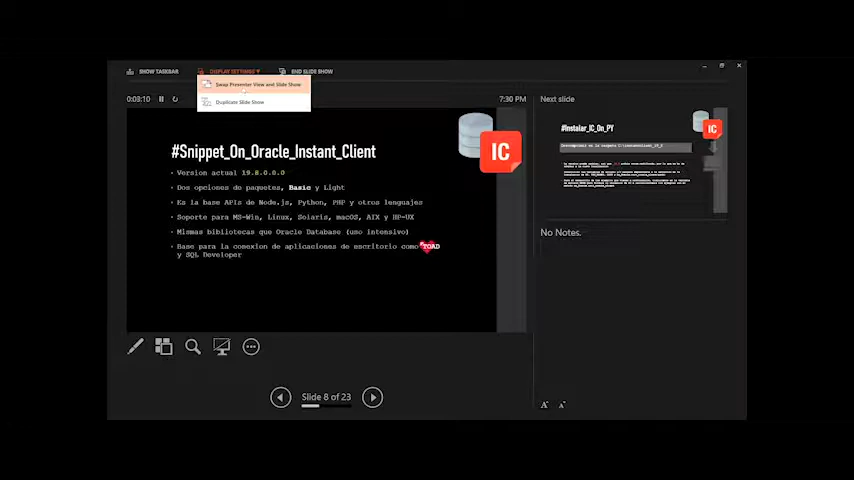 SHOW TASKBAR
DISPLAY SETTINGS ▼
END SLIDE SHOW
Swap Presenter View and Slide Show
Duplicate Slide Show
0:03:10
7:30 PM
#Snippet_On_Oracle_Instant_Client
IC
· Version actual 19.8.0.0.0
· Dos opciones de paquetes, Basic y Light
· Es la base APIs de Node.js, Python, PHP y otros lenguajes
· Soporte para MS-Win, Linux, Solaris, macOS, AIX y HP-UX
· Mismas bibliotecas que Oracle Database (uso intensivo)
· Base para la conexion de aplicaciones de escritorio como TOAD
y SQL Developer
Slide 8 of 23
Next slide
#Instalar_IC_On_PY
IC
No Notes.
A A